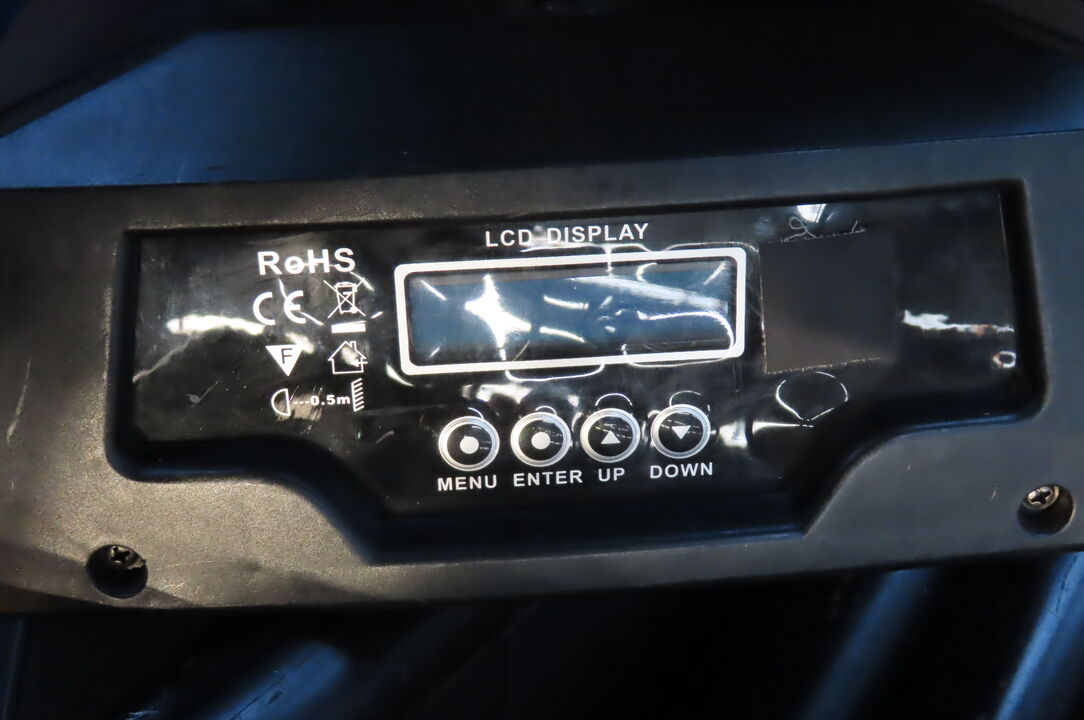 LCD DISPLAY
RoHS
CE
F
---0.5m
MENU ENTER UP DOWN